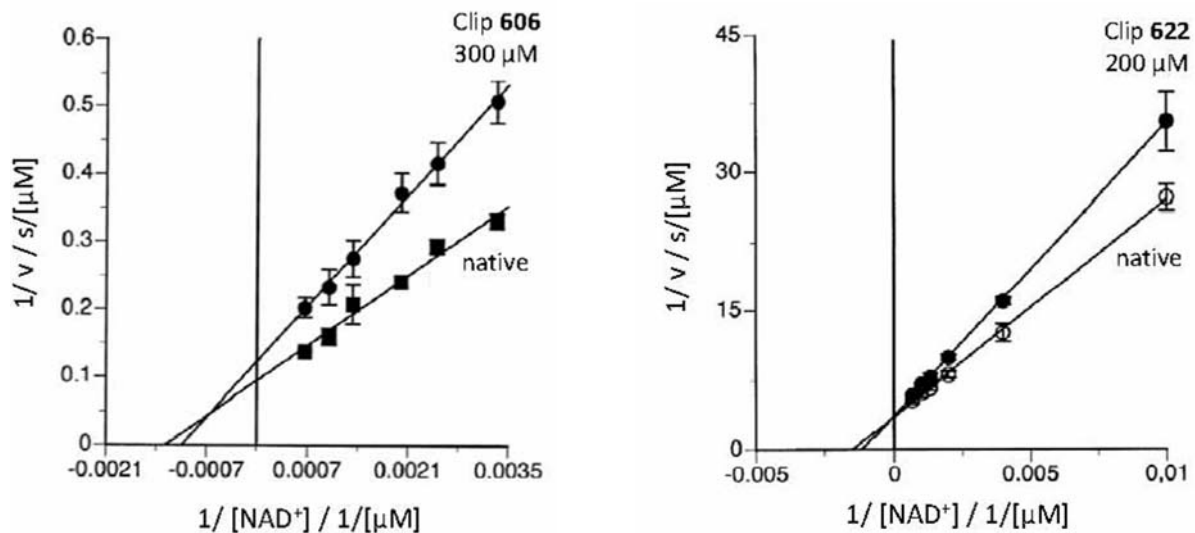 Clip 606
300 µM
0.6
0.5
0.4
0.3
0.2
0.1
0
native
1/ v / s/[µM]
-0.0021
-0.0007
0.0007
0.0021
0.0035
1/ [NAD⁺] / 1/[µM]
Clip 622
200 µM
45
30
15
0
native
1/ v / s/[µM]
-0.005
0
0.005
0,01
1/ [NAD⁺] / 1/[µM]